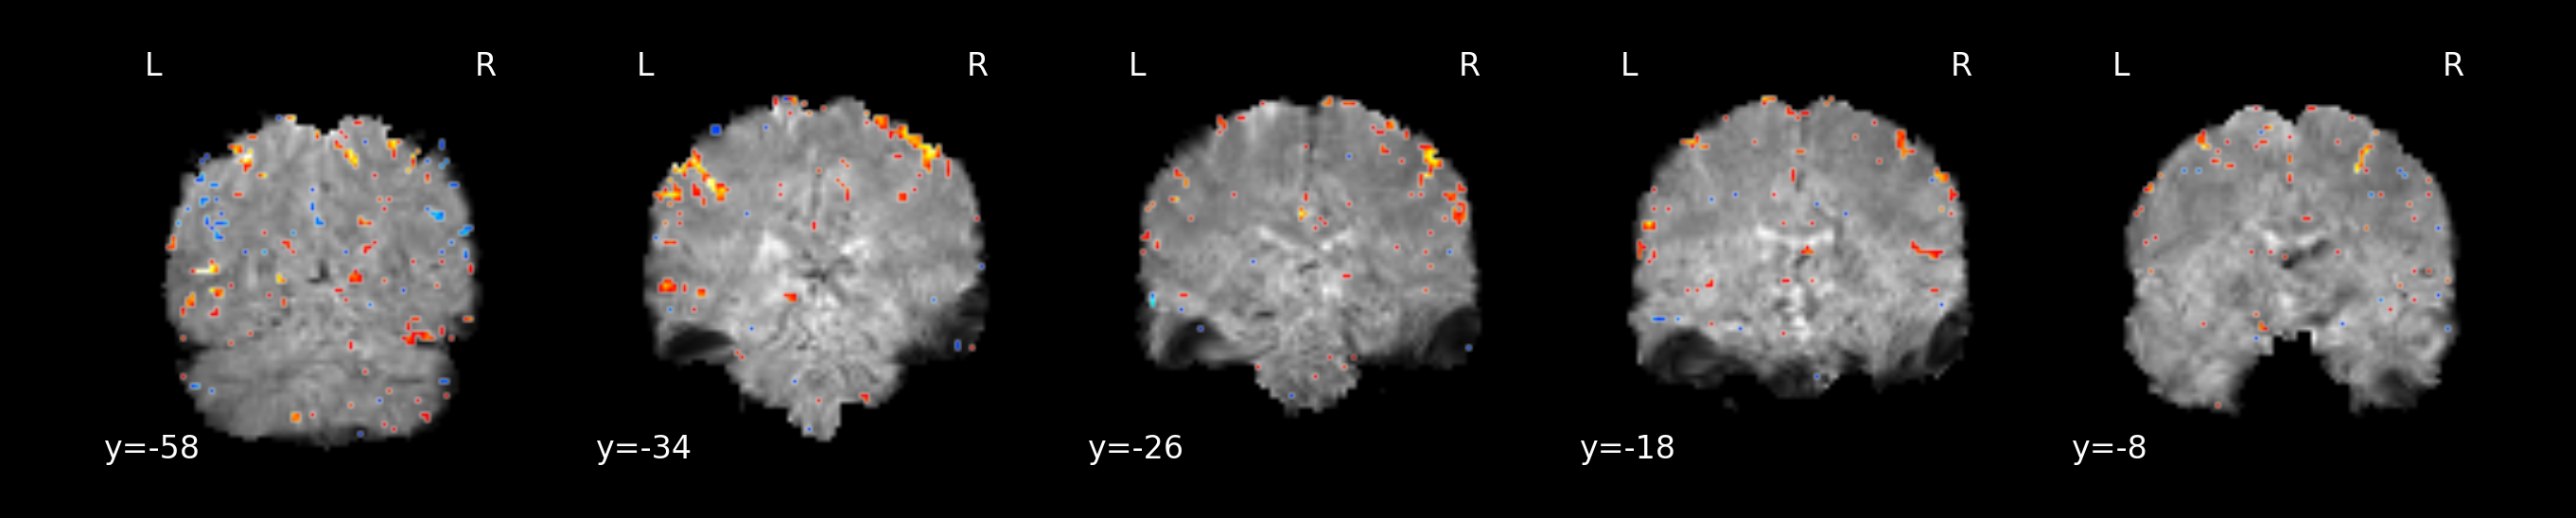 L R L R L R L R L R
y=-58 y=-34 y=-26 y=-18 y=-8